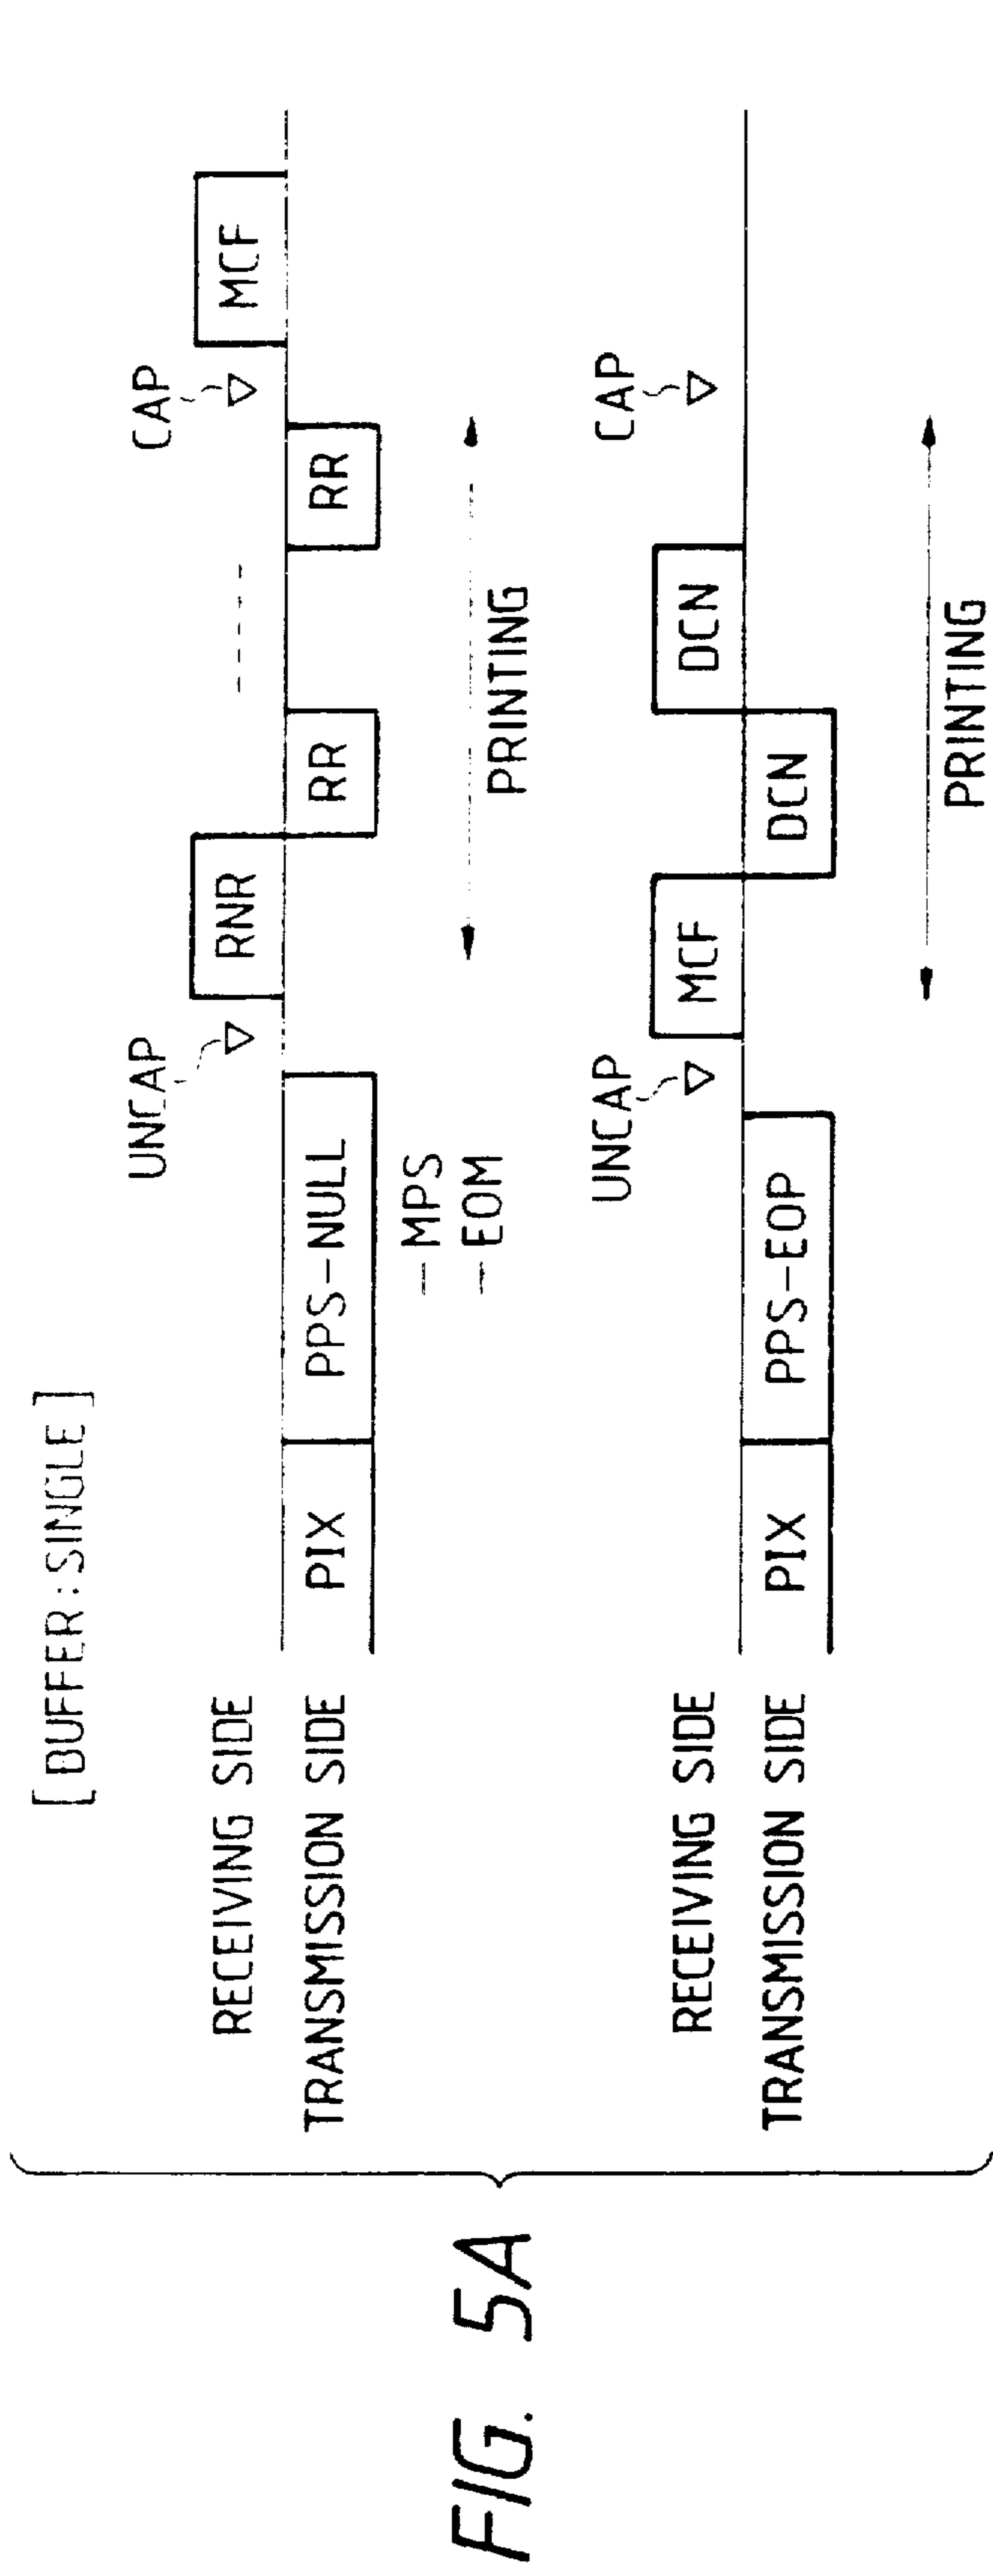 FIG. 5A
[BUFFER:SINGLE]
UNCAP
CAP
RECEIVING SIDE
RNR
-----
MCF
TRANSMISSION SIDE
PIX
PPS-NULL
RR
RR
-MPS
-EOM
PRINTING
UNCAP
CAP
RECEIVING SIDE
MCF
DCN
TRANSMISSION SIDE
PIX
PPS-EOP
DCN
PRINTING